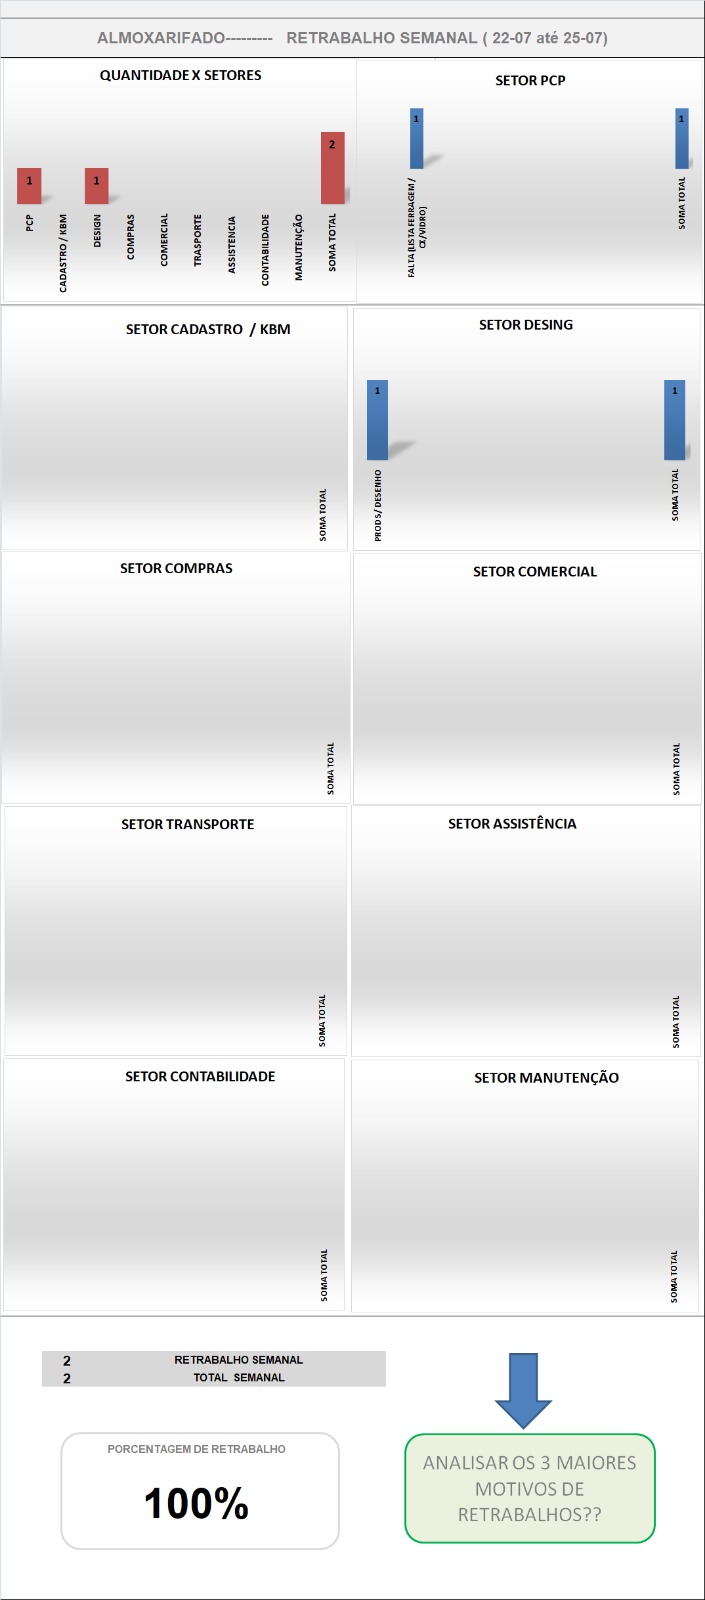 ALMOXARIFADO--------- RETRABALHO SEMANAL ( 22-07 até 25-07)
QUANTIDADE X SETORES
1
1
2
PCP
CADASTRO / KBM
DESIGN
COMPRAS
COMERCIAL
TRASPORTE
ASSISTENCIA
CONTABILIDADE
MANUTENÇÃO
SOMA TOTAL
SETOR PCP
1
1
FALTA (LISTA FERRAGEM /
CX/VIDRO)
SOMA TOTAL
SETOR CADASTRO / KBM
SOMA TOTAL
SETOR DESING
1
1
PROD S/ DESENHO
SOMA TOTAL
SETOR COMPRAS
SOMA TOTAL
SETOR COMERCIAL
SOMA TOTAL
SETOR TRANSPORTE
SOMA TOTAL
SETOR ASSISTÊNCIA
SOMA TOTAL
SETOR CONTABILIDADE
SOMA TOTAL
SETOR MANUTENÇÃO
SOMA TOTAL
2 RETRABALHO SEMANAL
2 TOTAL SEMANAL
PORCENTAGEM DE RETRABALHO
100%
ANALISAR OS 3 MAIORES
MOTIVOS DE
RETRABALHOS??